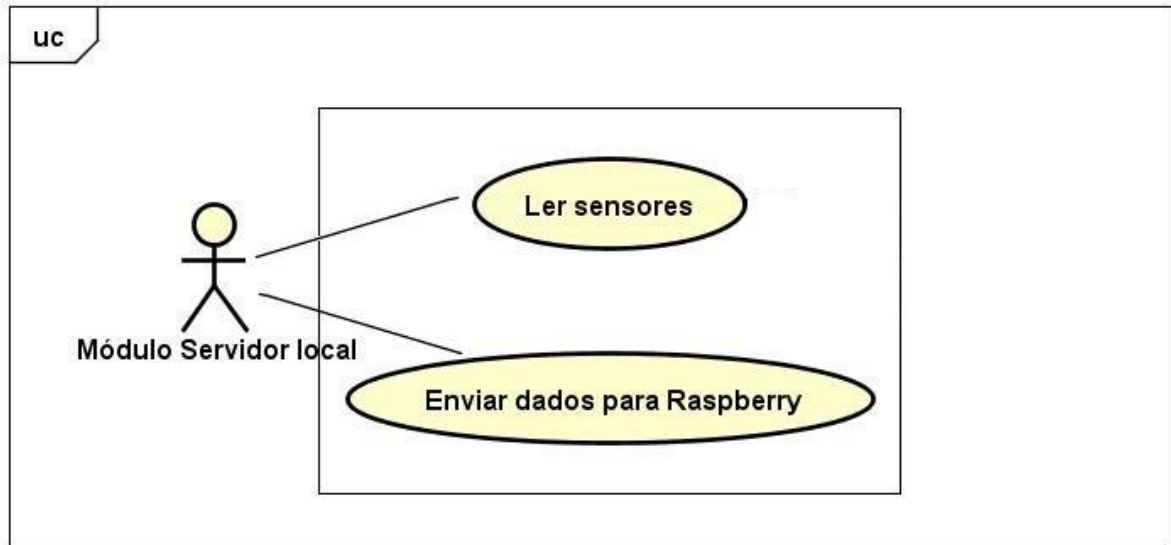 uc
Ler sensores
Módulo Servidor local
Enviar dados para Raspberry